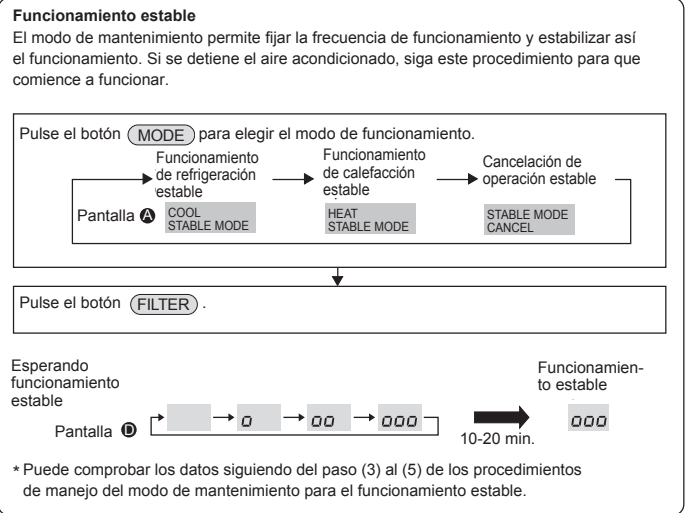 Funcionamiento estable
El modo de mantenimiento permite fijar la frecuencia de funcionamiento y estabilizar así
el funcionamiento. Si se detiene el aire acondicionado, siga este procedimiento para que
comience a funcionar.
Pulse el botón MODE para elegir el modo de funcionamiento.
Funcionamiento
de refrigeración
estable
Funcionamiento
de calefacción
estable
Cancelación de
operación estable
Pantalla A
COOL
STABLE MODE
HEAT
STABLE MODE
STABLE MODE
CANCEL
Pulse el botón FILTER .
Esperando
funcionamiento
estable
Funcionamien-
to estable
Pantalla D
o
oo
ooo
10-20 min.
ooo
* Puede comprobar los datos siguiendo del paso (3) al (5) de los procedimientos
de manejo del modo de mantenimiento para el funcionamiento estable.